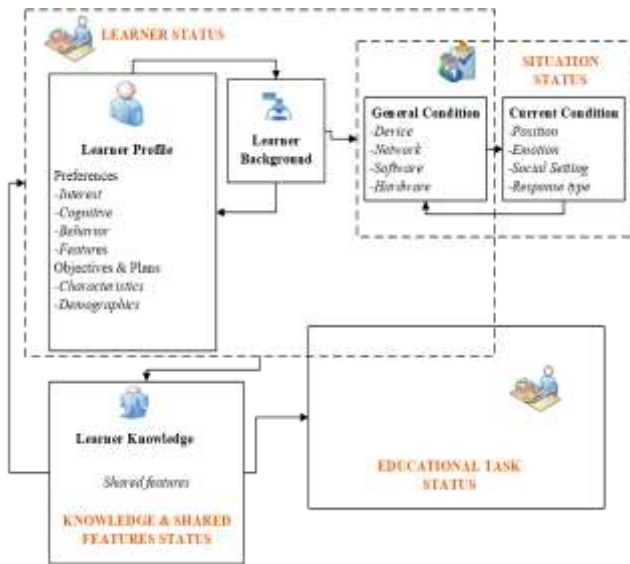 LEARNER STATUS
Learner Profile
Preferences
-Interest
-Cognitive
-Behavior
-Features
Objectives & Plans
-Characteristics
-Demographics
Learner
Background
SITUATION
STATUS
General Condition
-Device
-Network
-Software
-Hardware
Current Condition
-Position
-Emotion
-Social Setting
-Response type
Learner Knowledge
Shared features
KNOWLEDGE & SHARED
FEATURES STATUS
EDUCATIONAL TASK
STATUS